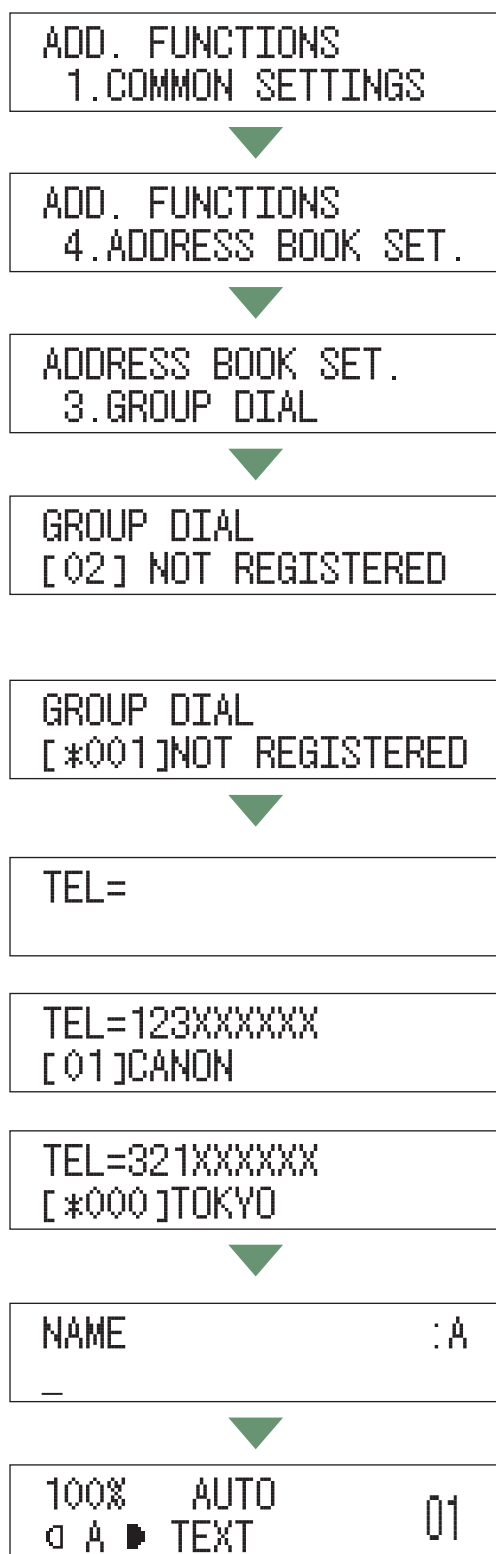 ADD. FUNCTIONS
1.COMMON SETTINGS
ADD. FUNCTIONS
4.ADDRESS BOOK SET.
ADDRESS BOOK SET.
3.GROUP DIAL
GROUP DIAL
[02] NOT REGISTERED
GROUP DIAL
[*001]NOT REGISTERED
TEL=
TEL=123XXXXXX
[01]CANON
TEL=321XXXXXX
[*000]TOKYO
NAME :A
_
100% AUTO 01
A TEXT